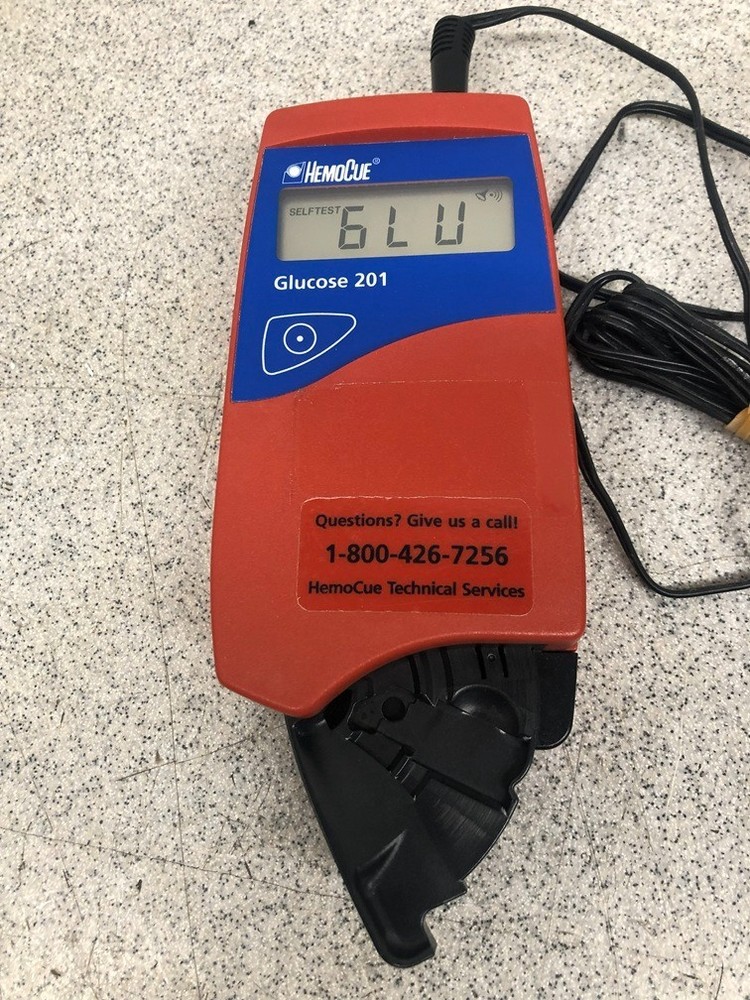 HemoCue®
SELFTEST
GLU
Glucose 201
Questions? Give us a call!
1-800-426-7256
HemoCue Technical Services